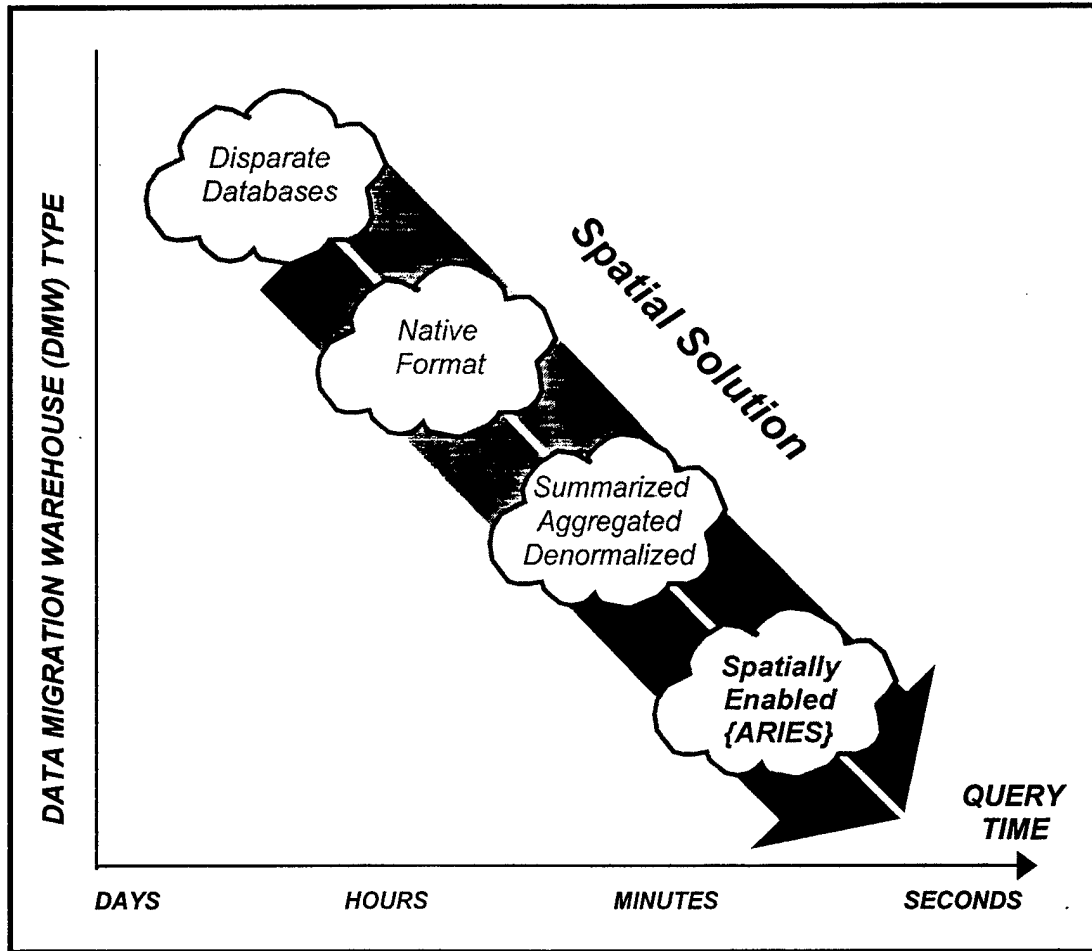 DATA MIGRATION WAREHOUSE (DMW) TYPE
Disparate
Databases
Spatial Solution
Native
Format
Summarized
Aggregated
Denormalized
Spatially
Enabled
{ARIES}
QUERY
TIME
DAYS HOURS MINUTES SECONDS